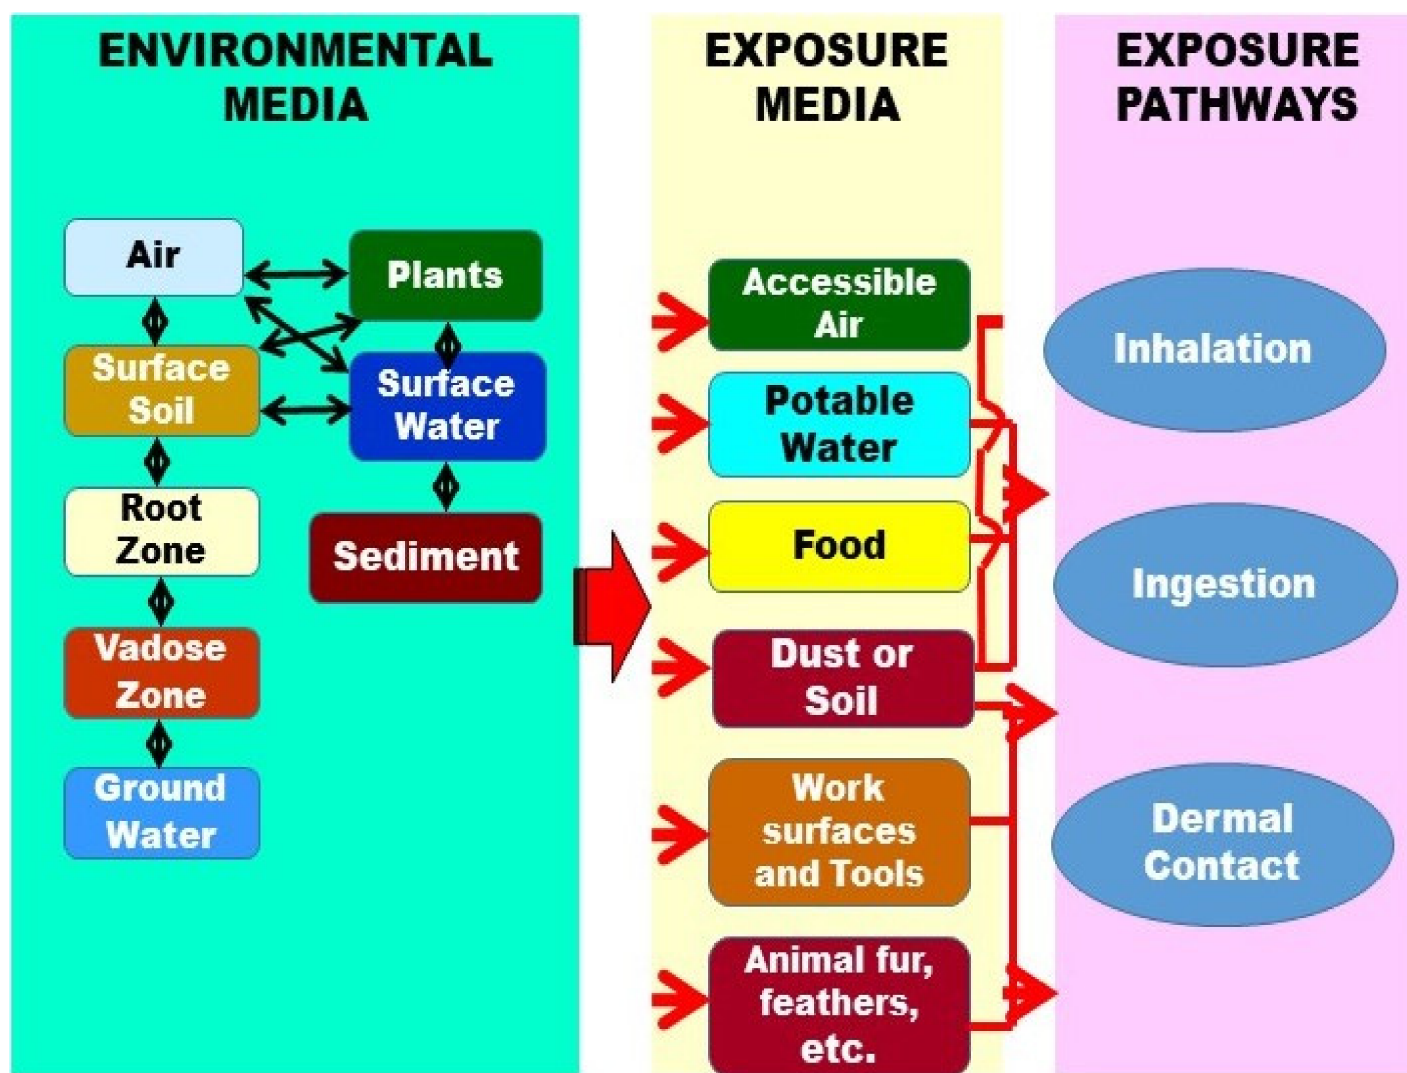 ENVIRONMENTAL
MEDIA
Air
Plants
Surface
Soil
Surface
Water
Root
Zone
Sediment
Vadose
Zone
Ground
Water
EXPOSURE
MEDIA
Accessible
Air
Potable
Water
Food
Dust or
Soil
Work
surfaces
and Tools
Animal fur,
feathers,
etc.
EXPOSURE
PATHWAYS
Inhalation
Ingestion
Dermal
Contact